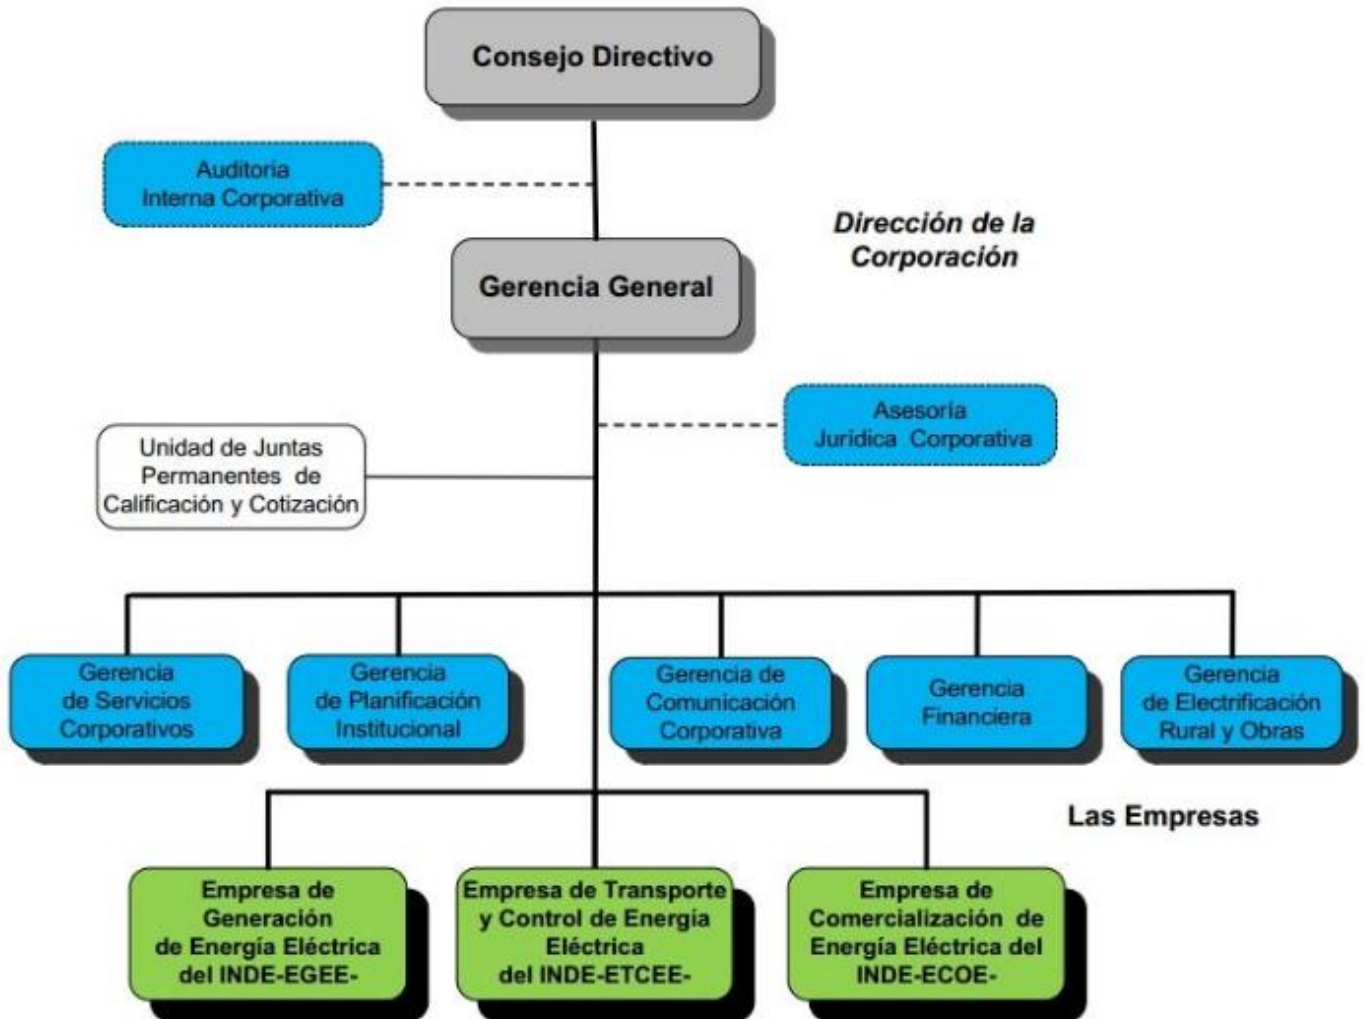 Consejo Directivo
Auditoria
Interna Corporativa
Dirección de la
Corporación
Gerencia General
Asesoría
Jurídica Corporativa
Unidad de Juntas
Permanentes de
Calificación y Cotización
Gerencia
de Servicios
Corporativos
Gerencia
de Planificación
Institucional
Gerencia de
Comunicación
Corporativa
Gerencia
Financiera
Gerencia
de Electrificación
Rural y Obras
Las Empresas
Empresa de
Generación
de Energía Eléctrica
del INDE-EGEE-
Empresa de Transporte
y Control de Energía
Eléctrica
del INDE-ETCEE-
Empresa de
Comercialización de
Energía Eléctrica del
INDE-ECOE-